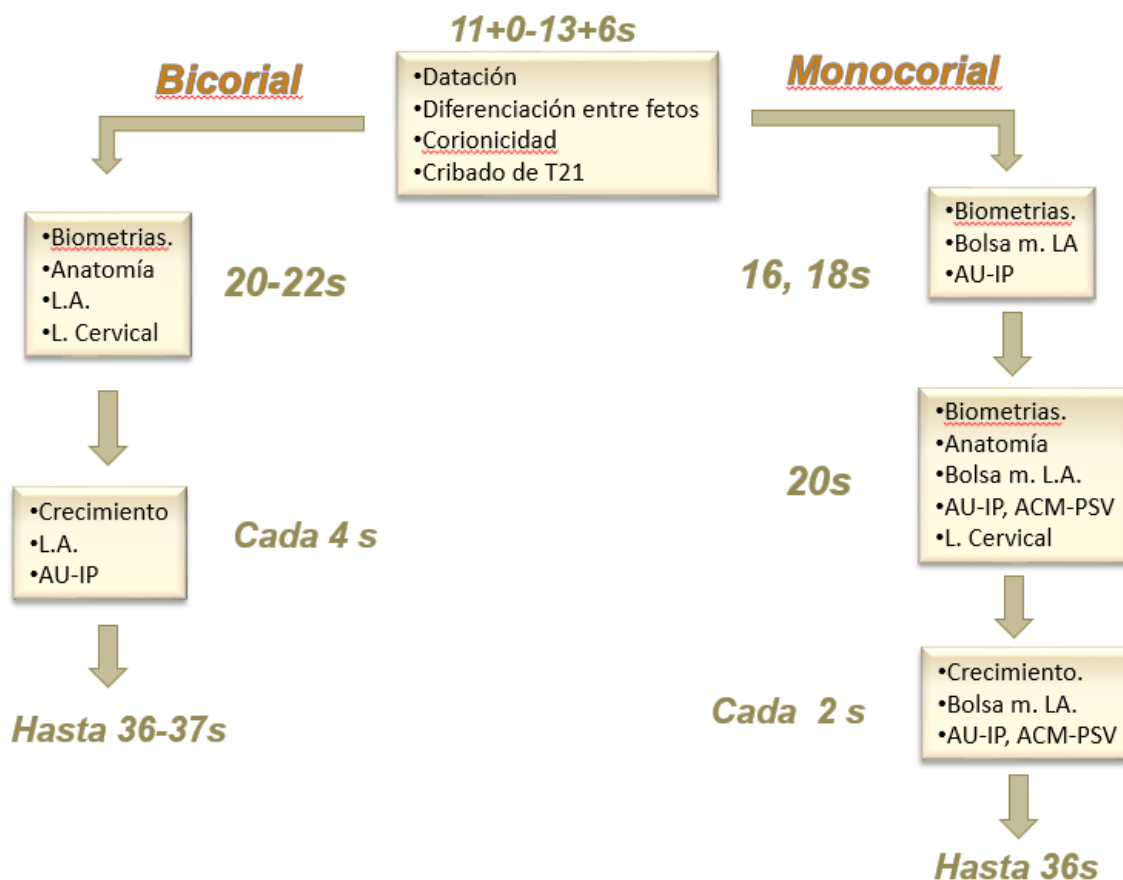 11+0-13+6s
•Datación
•Diferenciación entre fetos
•Corionicidad
•Cribado de T21
Bicorial
•Biometrias.
•Anatomía
•L.A.
•L. Cervical
20-22s
•Crecimiento
•L.A.
•AU-IP
Cada 4 s
Hasta 36-37s
Monocorial
•Biometrias.
•Bolsa m. LA
•AU-IP
16, 18s
•Biometrias.
•Anatomía
•Bolsa m. L.A.
•AU-IP, ACM-PSV
•L. Cervical
20s
•Crecimiento.
•Bolsa m. LA.
•AU-IP, ACM-PSV
Cada 2 s
Hasta 36s